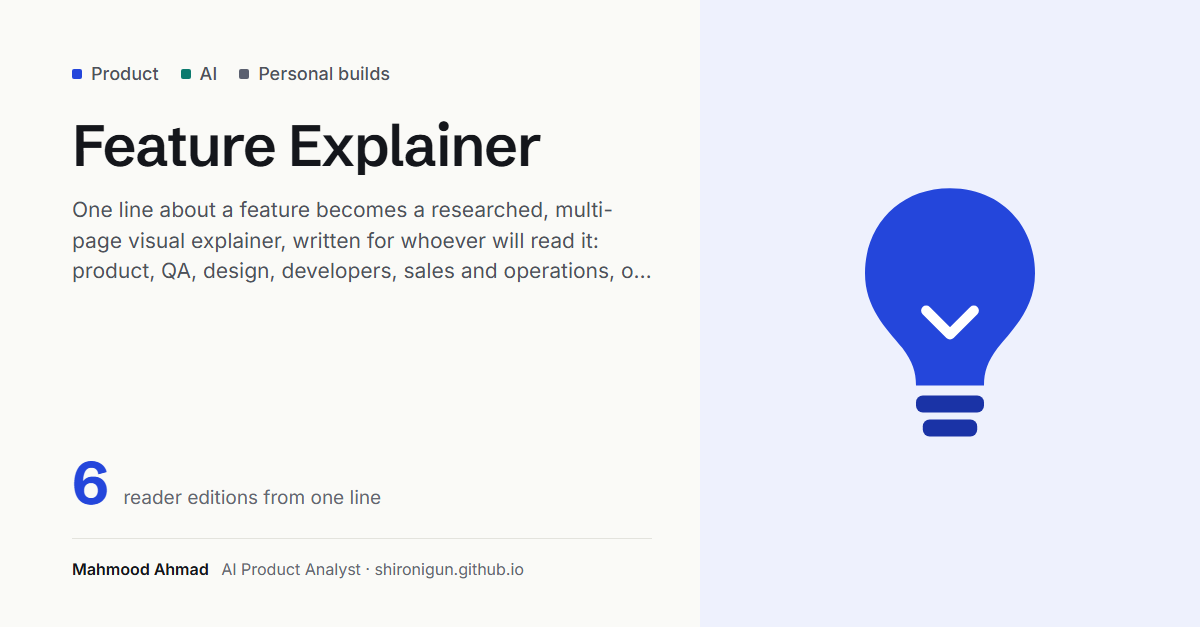 Product AI Personal builds
Feature Explainer
One line about a feature becomes a researched, multi-
page visual explainer, written for whoever will read it:
product, QA, design, developers, sales and operations, o...
6 reader editions from one line
Mahmood Ahmad AI Product Analyst · shironigun.github.io